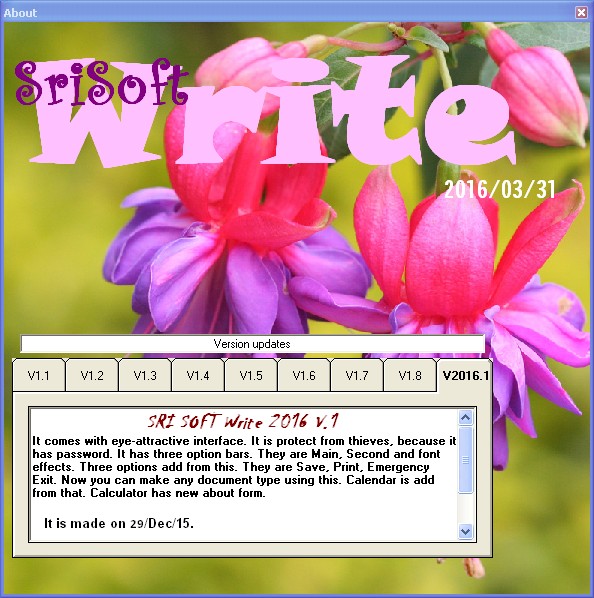 About
SriSoft
Write
2016/03/31
Version updates
V1.1 V1.2 V1.3 V1.4 V1.5 V1.6 V1.7 V1.8 V2016.1
SRI SOFT Write 2016 V.1
It comes with eye-attractive interface. It is protect from thieves, because it
has password. It has three option bars. They are Main, Second and font
effects. Three options add from this. They are Save, Print, Emergency
Exit. Now you can make any document type using this. Calendar is add
from that. Calculator has new about form.
It is made on 29/Dec/15.